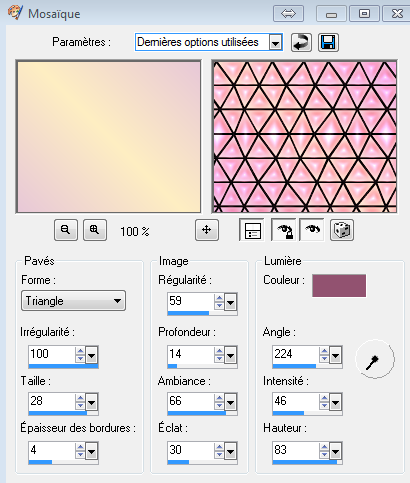 Mosaïque
Paramètres :
Dernières options utilisées
100 %
Pavés
Forme :
Triangle
Irrégularité :
100
Taille :
28
Épaisseur des bordures :
4
Image
Régularité :
59
Profondeur :
14
Ambiance :
66
Éclat :
30
Lumière
Couleur :
Angle :
224
Intensité :
46
Hauteur :
83